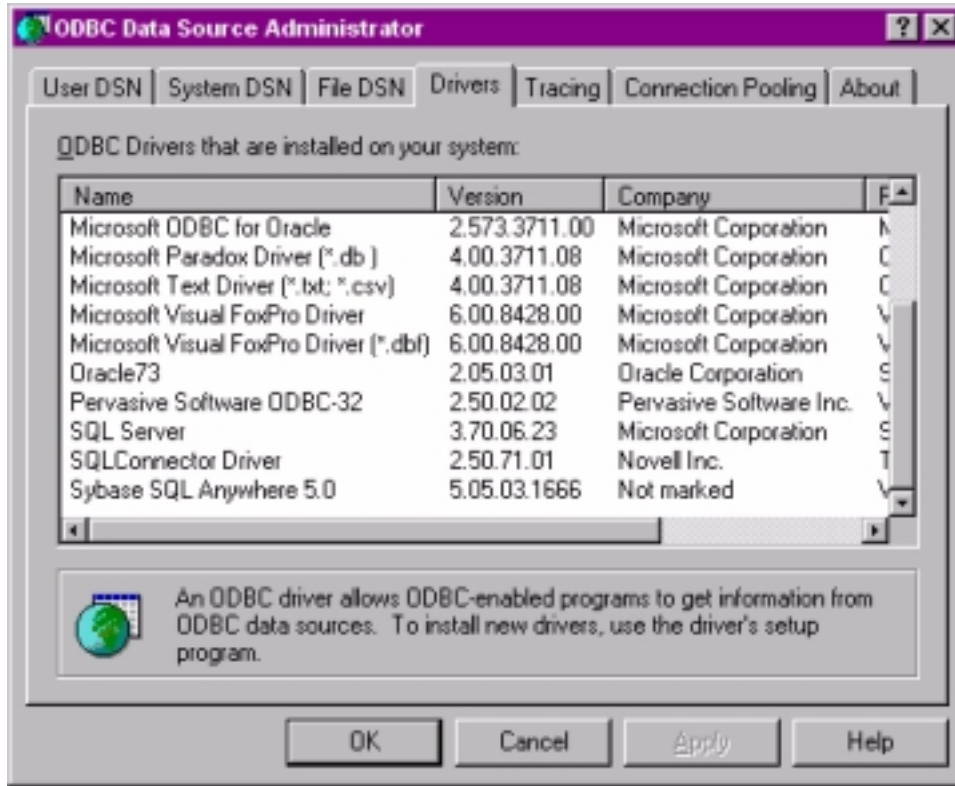 ODBC Data Source Administrator
User DSN System DSN File DSN Drivers Tracing Connection Pooling About
ODBC Drivers that are installed on your system:
Name Version Company F
Microsoft ODBC for Oracle 2.573.3711.00 Microsoft Corporation M
Microsoft Paradox Driver (*.db ) 4.00.3711.08 Microsoft Corporation
Microsoft Text Driver (*.txt; *.csv) 4.00.3711.08 Microsoft Corporation
Microsoft Visual FoxPro Driver 6.00.8428.00 Microsoft Corporation
Microsoft Visual FoxPro Driver (*.dbf) 6.00.8428.00 Microsoft Corporation
Oracle73 2.05.03.01 Oracle Corporation S
Pervasive Software ODBC-32 2.50.02.02 Pervasive Software Inc.
SQL Server 3.70.06.23 Microsoft Corporation S
SQLConnector Driver 2.50.71.01 Novell Inc. T
Sybase SQL Anywhere 5.0 5.05.03.1666 Not marked
An ODBC driver allows ODBC-enabled programs to get information from
ODBC data sources. To install new drivers, use the driver's setup
program.
OK Cancel Apply Help